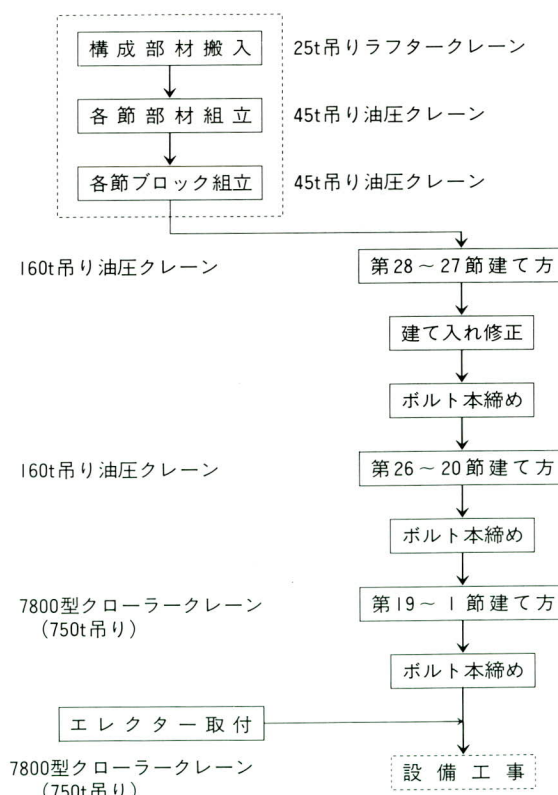 構成部材搬入
25t吊りラフタークレーン
各節部材組立
45t吊り油圧クレーン
各節ブロック組立
45t吊り油圧クレーン
160t吊り油圧クレーン
第28～27節建て方
建て入れ修正
ボルト本締め
160t吊り油圧クレーン
第26～20節建て方
ボルト本締め
7800型クローラークレーン
(750t吊り)
第19～1節建て方
ボルト本締め
エレクター取付
7800型クローラークレーン
(750t吊り)
設備工事